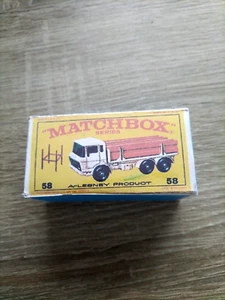 "MATCHBOX"
SERIES
58
58
A LESNEY PRODUCT